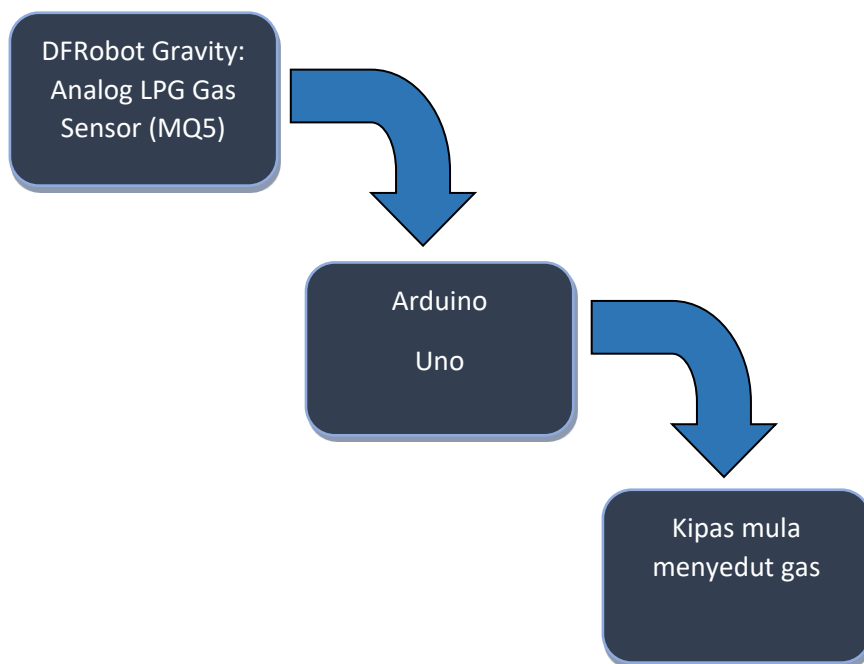 DFRobot Gravity:
Analog LPG Gas
Sensor (MQ5)
Arduino
Uno
Kipas mula
menyedut gas